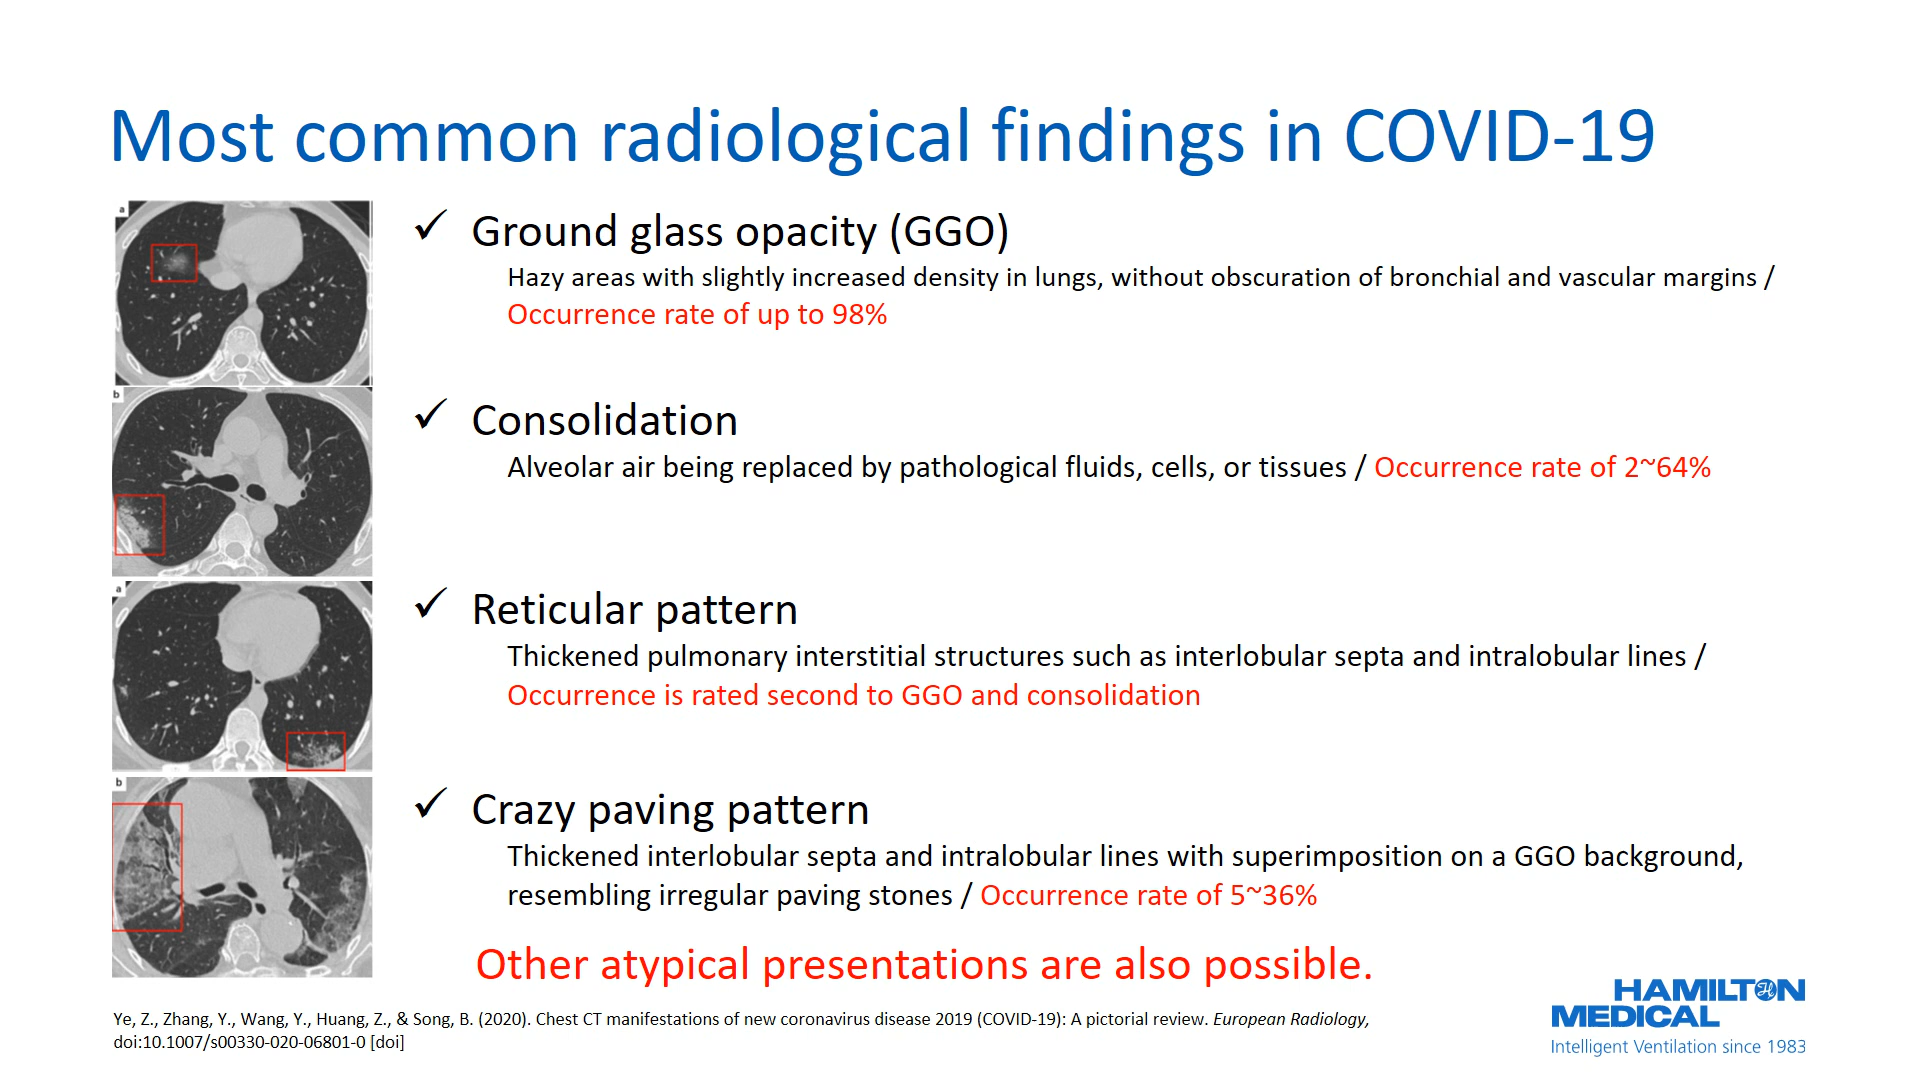 Most common radiological findings in COVID-19
a
✓ Ground glass opacity (GGO)
Hazy areas with slightly increased density in lungs, without obscuration of bronchial and vascular margins /
Occurrence rate of up to 98%
b
✓ Consolidation
Alveolar air being replaced by pathological fluids, cells, or tissues / Occurrence rate of 2~64%
a
✓ Reticular pattern
Thickened pulmonary interstitial structures such as interlobular septa and intralobular lines /
Occurrence is rated second to GGO and consolidation
b
✓ Crazy paving pattern
Thickened interlobular septa and intralobular lines with superimposition on a GGO background,
resembling irregular paving stones / Occurrence rate of 5~36%
Other atypical presentations are also possible.
Ye, Z., Zhang, Y., Wang, Y., Huang, Z., & Song, B. (2020). Chest CT manifestations of new coronavirus disease 2019 (COVID-19): A pictorial review. European Radiology,
doi:10.1007/s00330-020-06801-0 [doi]
HAMILTON
MEDICAL
Intelligent Ventilation since 1983